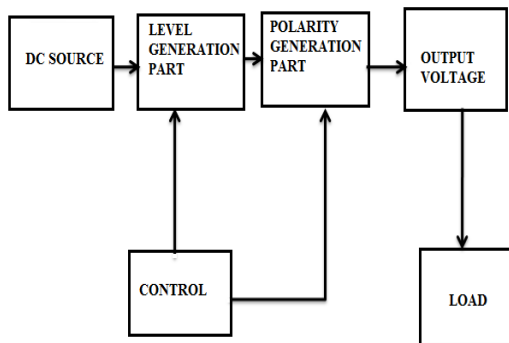 DC SOURCE
LEVEL
GENERATION
PART
POLARITY
GENERATION
PART
OUTPUT
VOLTAGE
CONTROL
LOAD